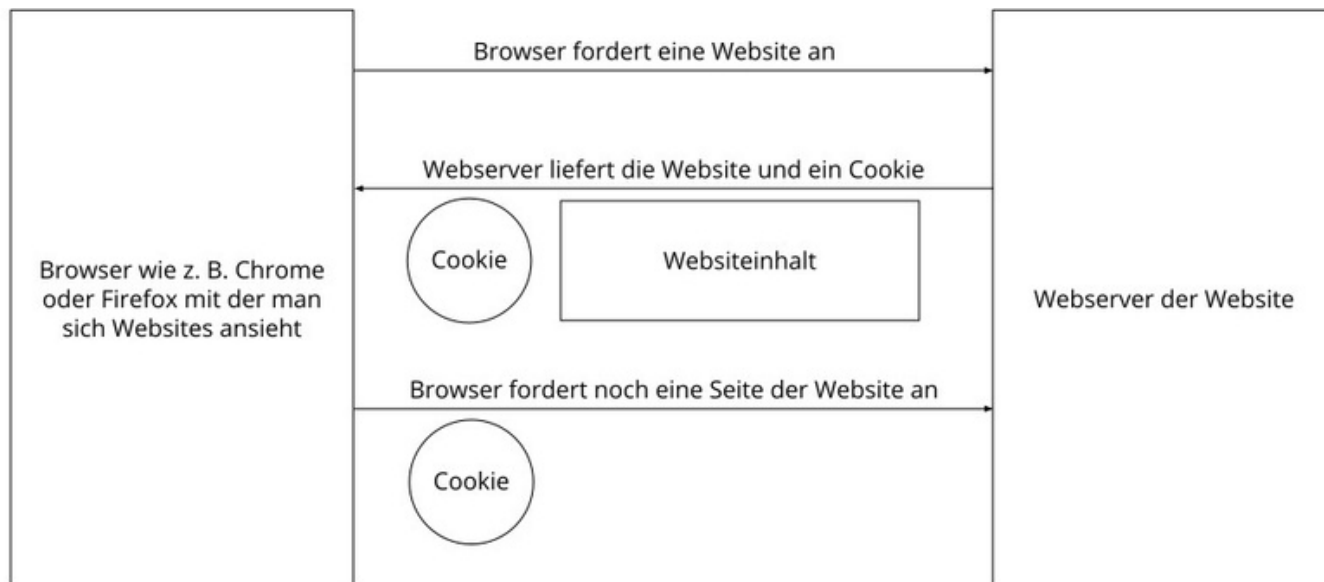 Browser fordert eine Website an
Webserver liefert die Website und ein Cookie
Cookie
Websiteinhalt
Browser wie z. B. Chrome
oder Firefox mit der man
sich Websites ansieht
Webserver der Website
Browser fordert noch eine Seite der Website an
Cookie